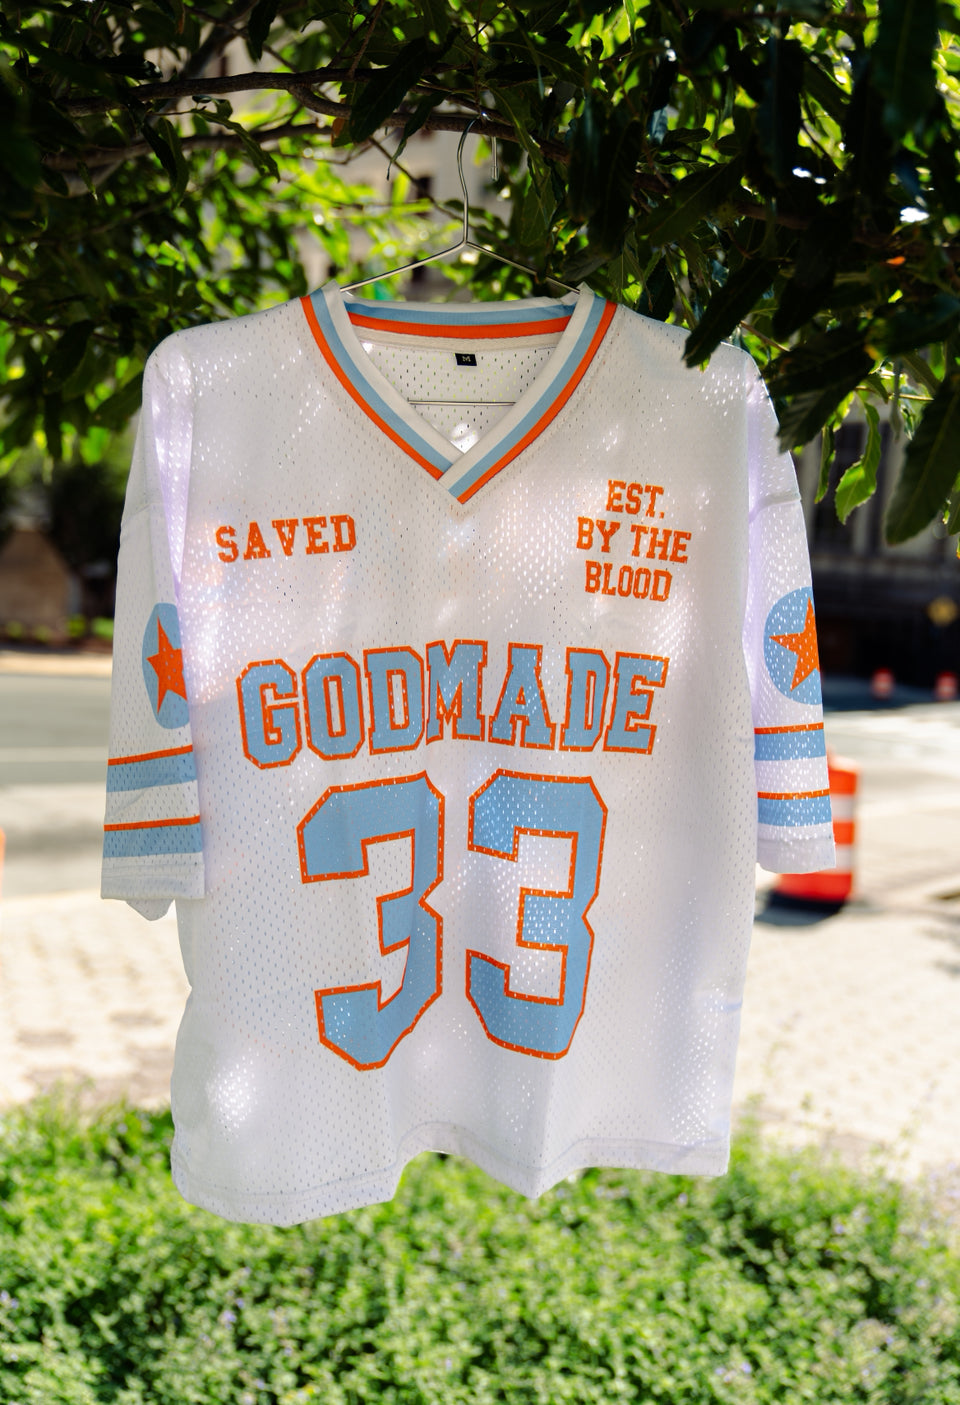 M
SAVED
EST.
BY THE
BLOOD
GODMADE
33